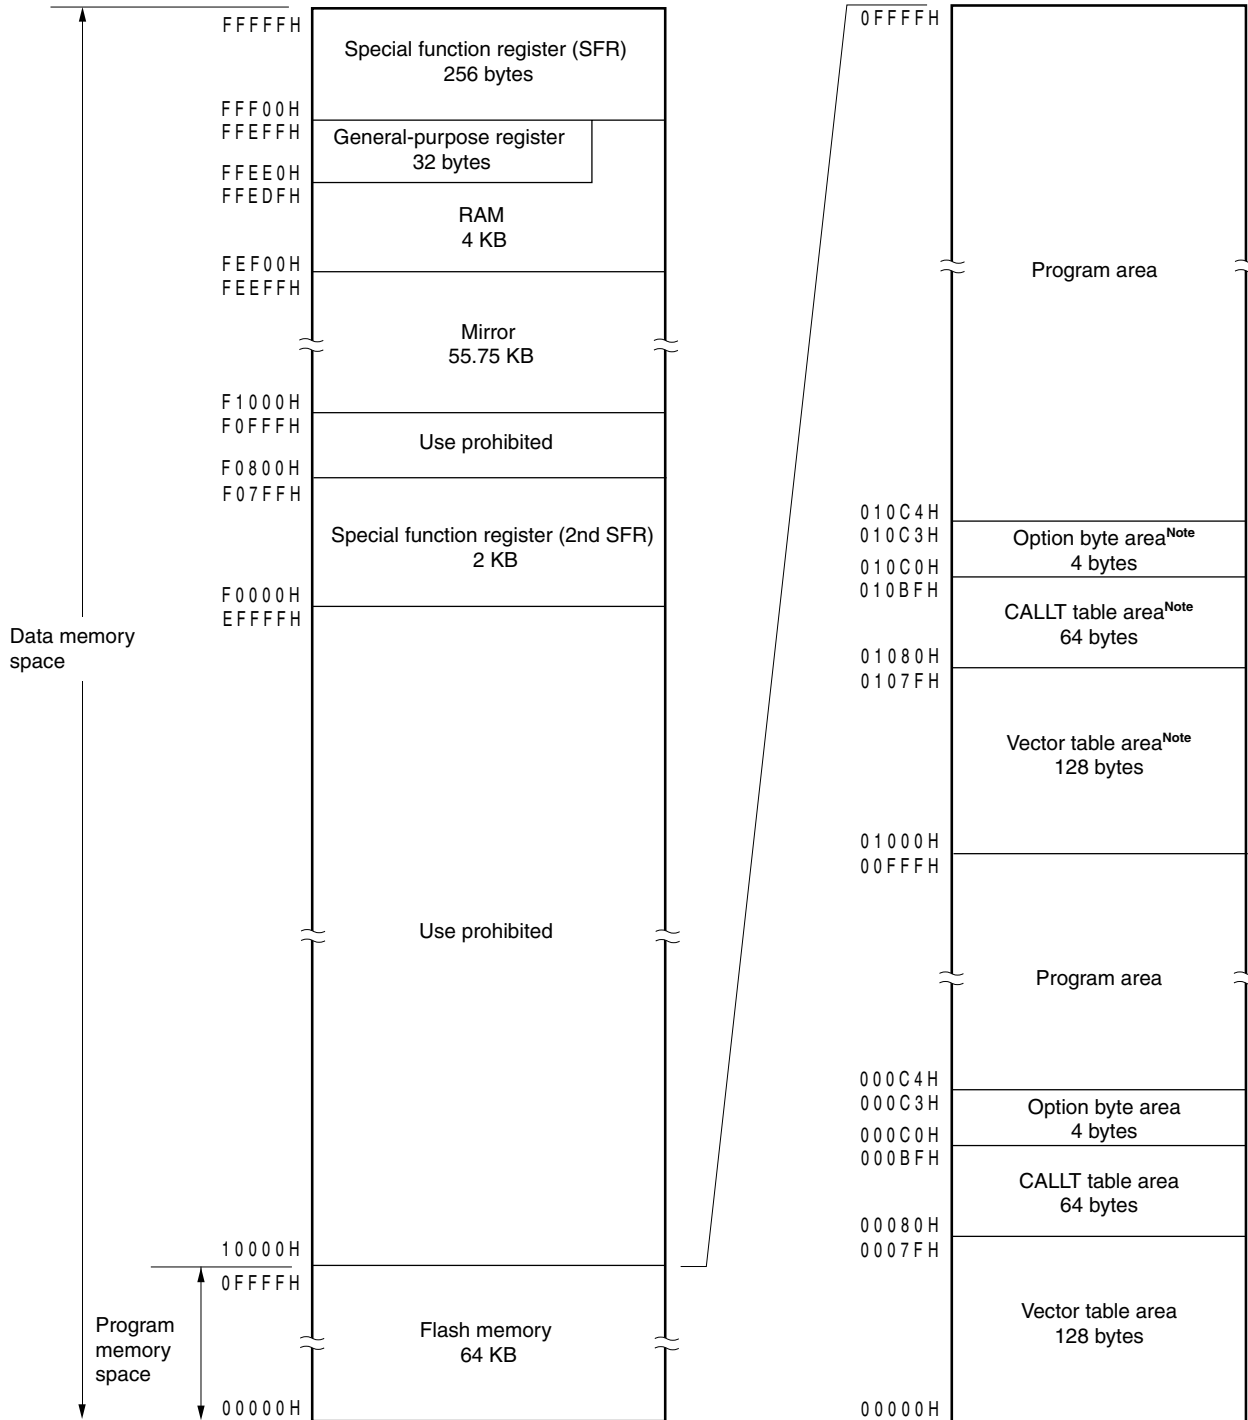 FFFFFH
Special function register (SFR)
256 bytes
FFF00H
FFEFFH
General-purpose register
32 bytes
FFEE0H
FFEDFH
RAM
4 KB
FEF00H
FEEFFH
Mirror
55.75 KB
F1000H
F0FFFH
Use prohibited
F0800H
F07FFH
Special function register (2nd SFR)
2 KB
F0000H
EFFFFH
Data memory
space
Use prohibited
10000H
0FFFFH
Program
memory
space
Flash memory
64 KB
00000H
0FFFFH
Program area
010C4H
010C3H
Option byte areaNote
4 bytes
010C0H
010BFH
CALLT table areaNote
64 bytes
01080H
0107FH
Vector table areaNote
128 bytes
01000H
00FFFH
Program area
000C4H
000C3H
Option byte area
4 bytes
000C0H
000BFH
CALLT table area
64 bytes
00080H
0007FH
Vector table area
128 bytes
00000H